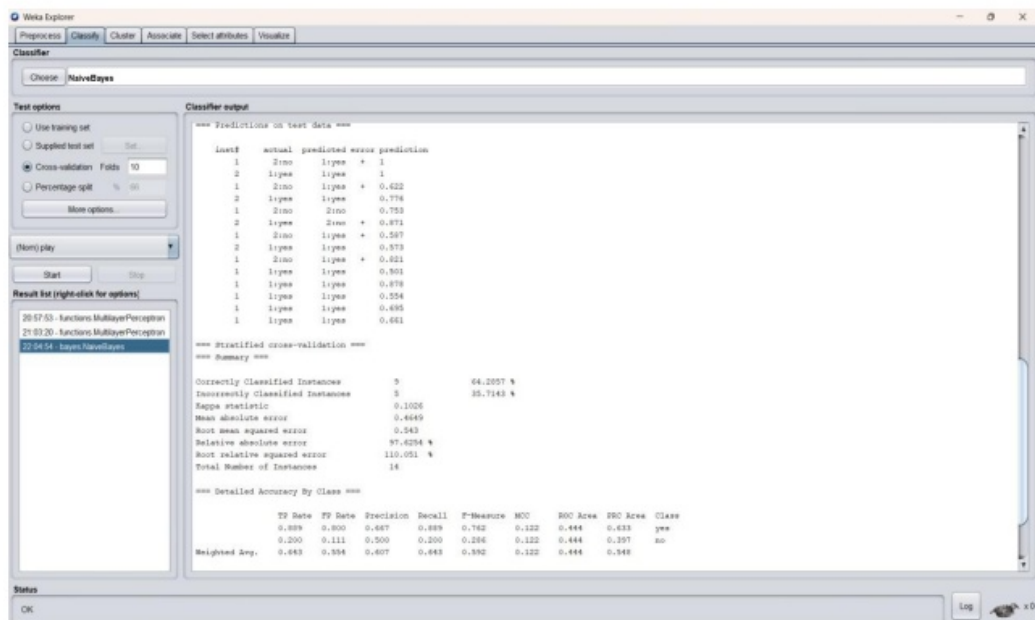 Weka Explorer
Preprocess Classify Cluster Associate Select attributes Visualize
Classifier
Choose NaiveBayes
Test options
Use training set
Supplied test set Set...
Cross-validation Folds 10
Percentage split % 66
More options...
(Nom) play
Start Stop
Result list (right-click for options)
20:57:53 - functions.MultilayerPerceptron
21:03:20 - functions.MultilayerPerceptron
22:04:54 - bayes.NaiveBayes
Classifier output
=== Predictions on test data ===
inst# actual predicted error prediction
1 2:no 1:yes + 1
2 1:yes 1:yes 1
1 2:no 1:yes + 0.622
2 1:yes 1:yes 0.776
1 2:no 2:no 0.753
2 1:yes 2:no + 0.871
1 2:no 1:yes + 0.587
2 1:yes 1:yes 0.573
1 2:no 1:yes + 0.821
1 1:yes 1:yes 0.501
1 1:yes 1:yes 0.878
1 1:yes 1:yes 0.554
1 1:yes 1:yes 0.695
1 1:yes 1:yes 0.661
=== Stratified cross-validation ===
=== Summary ===
Correctly Classified Instances 9 64.2857 %
Incorrectly Classified Instances 5 35.7143 %
Kappa statistic 0.1026
Mean absolute error 0.4649
Root mean squared error 0.543
Relative absolute error 97.6254 %
Root relative squared error 110.051 %
Total Number of Instances 14
=== Detailed Accuracy By Class ===
TP Rate FP Rate Precision Recall F-Measure MCC ROC Area PRC Area Class
0.889 0.800 0.667 0.889 0.762 0.122 0.444 0.633 yes
0.200 0.111 0.500 0.200 0.286 0.122 0.444 0.397 no
Weighted Avg. 0.643 0.554 0.607 0.643 0.592 0.122 0.444 0.548
Status
OK
Log
x 0